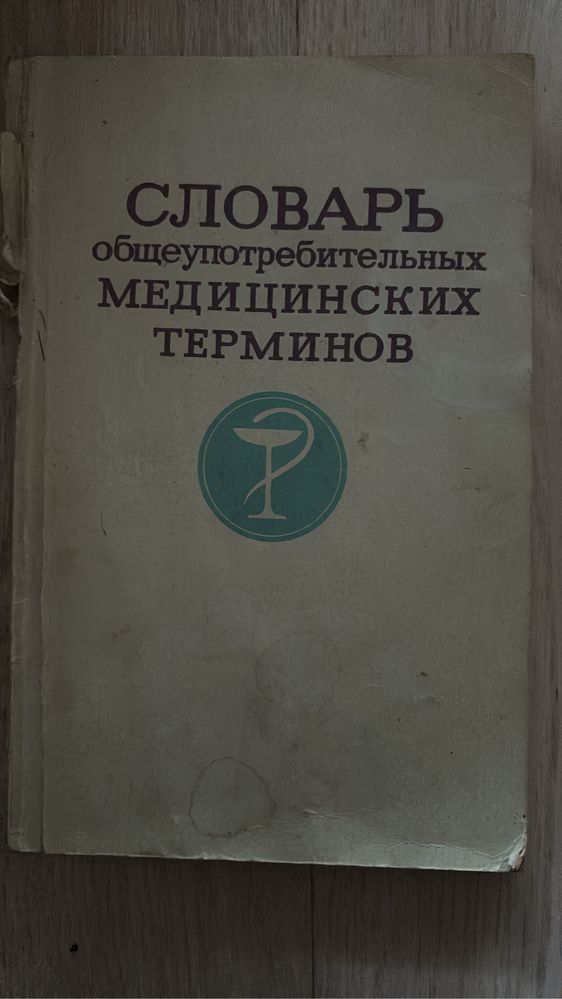 СЛОВАРЬ
общеупотребительных
МЕДИЦИНСКИХ
ТЕРМИНОВ